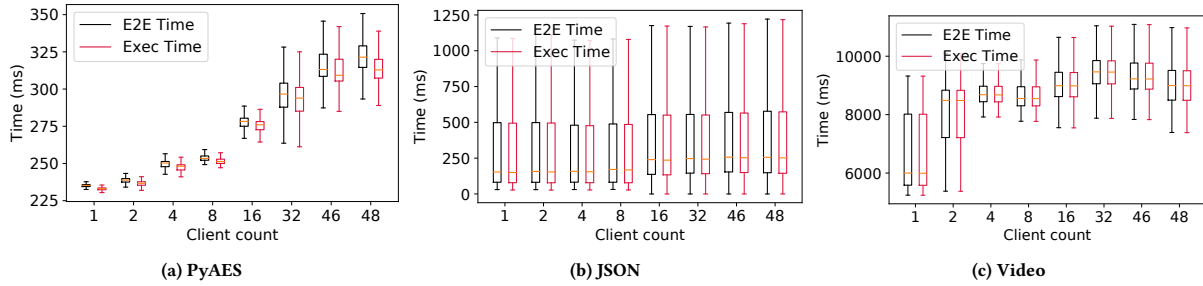 350
325
300
275
250
225
Time (ms)
E2E Time
Exec Time
1 2 4 8 16 32 46 48
Client count
(a) PyAES
1250
1000
750
500
250
0
Time (ms)
E2E Time
Exec Time
1 2 4 8 16 32 46 48
Client count
(b) JSON
10000
8000
6000
Time (ms)
E2E Time
Exec Time
1 2 4 8 16 32 46 48
Client count
(c) Video